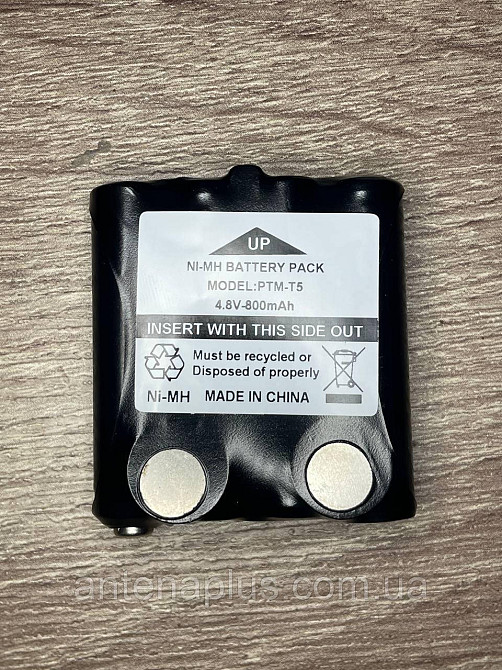 UP
NI-MH BATTERY PACK
MODEL:PTM-T5
4.8V-800mAh
INSERT WITH THIS SIDE OUT
Must be recycled or
Disposed of properly
Ni-MH MADE IN CHINA
antenaplus.com.ua